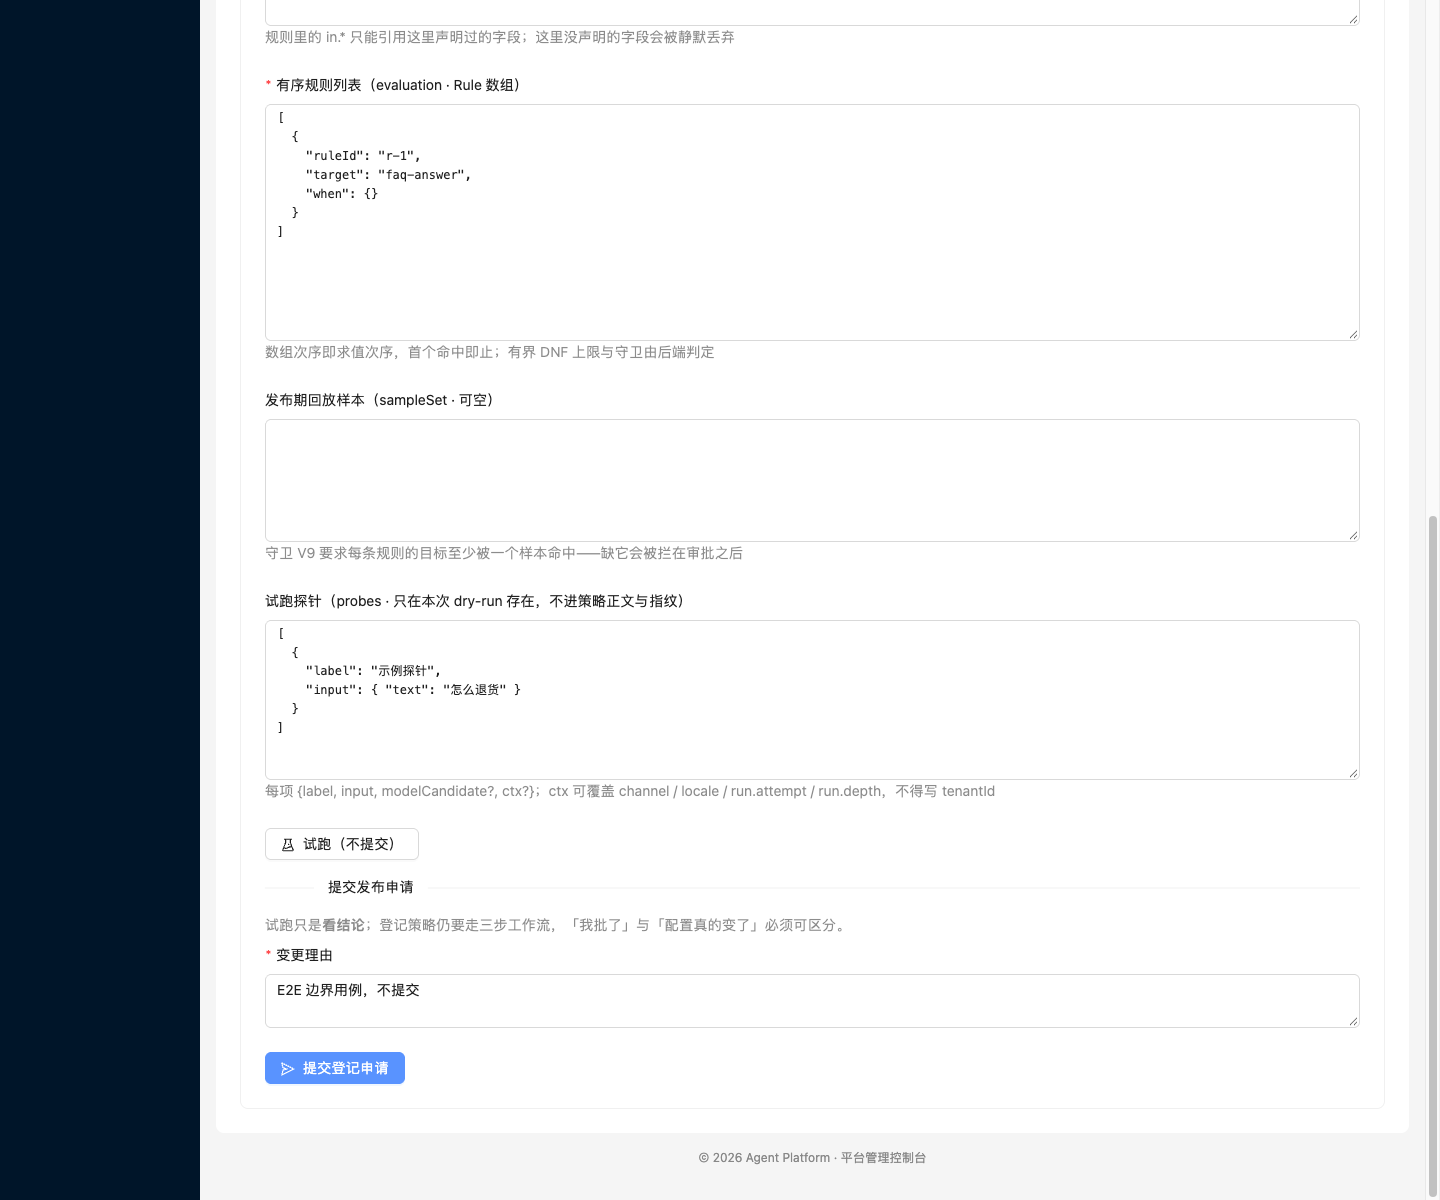 规则里的 in.* 只能引用这里声明过的字段；这里没声明的字段会被静默丢弃
* 有序规则列表（evaluation · Rule 数组）
[
  {
    "ruleId": "r-1",
    "target": "faq-answer",
    "when": {}
  }
]
数组次序即求值次序，首个命中即止；有界 DNF 上限与守卫由后端判定
发布期回放样本（sampleSet · 可空）
守卫 V9 要求每条规则的目标至少被一个样本命中——缺它会被拦在审批之后
试跑探针（probes · 只在本次 dry-run 存在，不进策略正文与指纹）
[
  {
    "label": "示例探针",
    "input": { "text": "怎么退货" }
  }
]
每项 {label, input, modelCandidate?, ctx?}；ctx 可覆盖 channel / locale / run.attempt / run.depth，不得写 tenantId
试跑（不提交）
提交发布申请
试跑只是看结论；登记策略仍要走三步工作流，「我批了」与「配置真的变了」必须可区分。
* 变更理由
E2E 边界用例，不提交
提交登记申请
© 2026 Agent Platform · 平台管理控制台